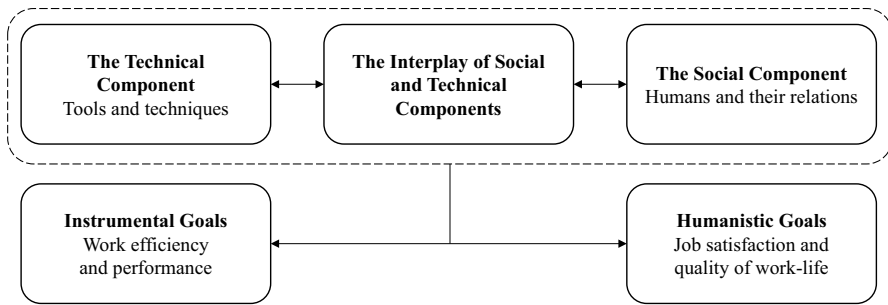 The Technical
Component
Tools and techniques
The Interplay of Social
and Technical
Components
The Social Component
Humans and their relations
Instrumental Goals
Work efficiency
and performance
Humanistic Goals
Job satisfaction and
quality of work-life